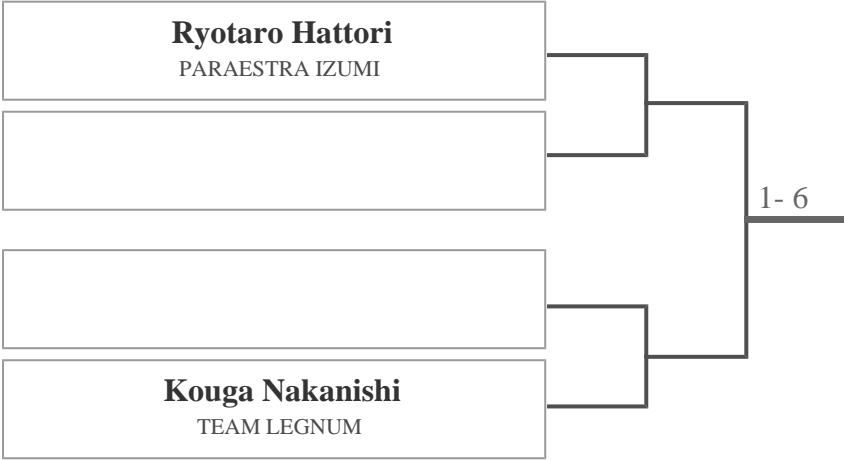 Ryotaro Hattori
PARAESTRA IZUMI
1- 6
Kouga Nakanishi
TEAM LEGNUM